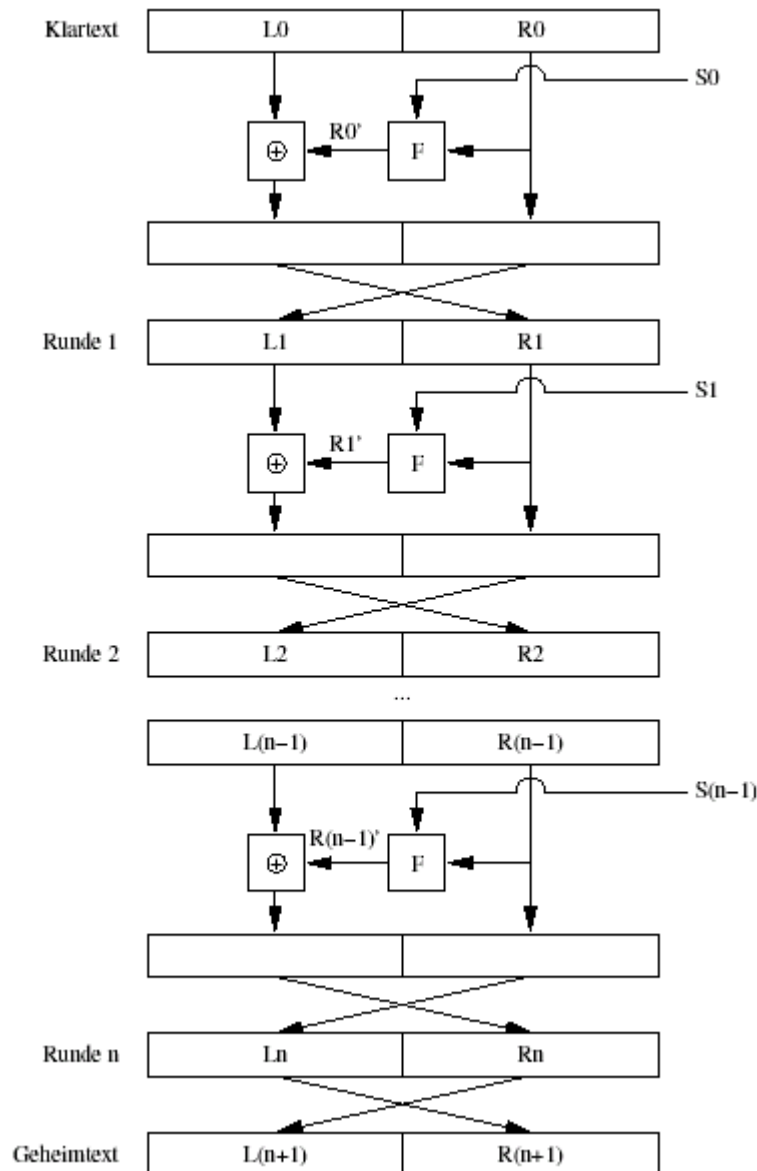 Klartext L0 R0
S0
R0'
⊕ F
Runde 1 L1 R1
S1
R1'
⊕ F
Runde 2 L2 R2
...
L(n-1) R(n-1)
S(n-1)
R(n-1)'
⊕ F
Runde n Ln Rn
Geheimtext L(n+1) R(n+1)